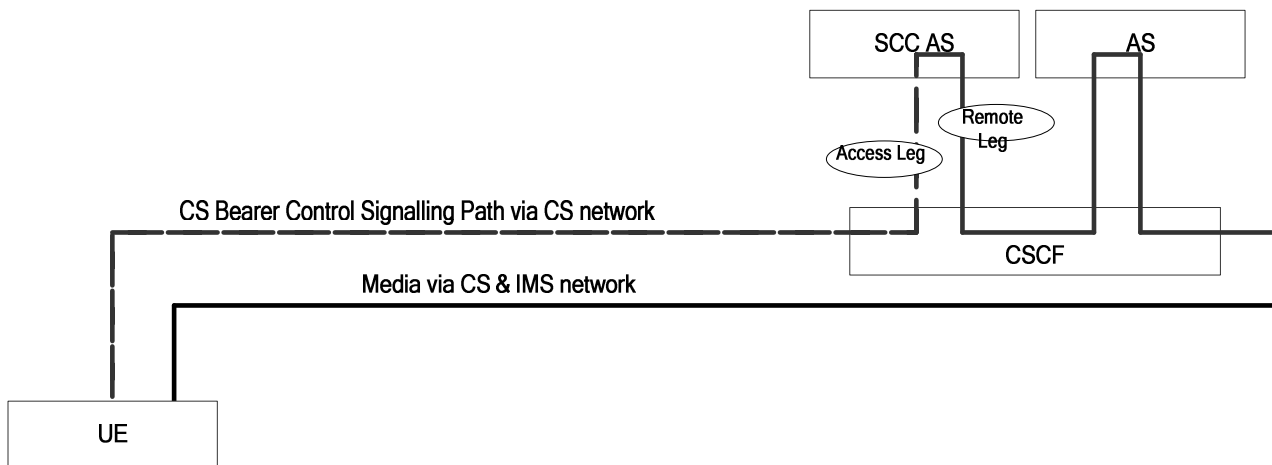 SCC AS
AS
Remote
Leg
Access Leg
CS Bearer Control Signalling Path via CS network
CSCF
Media via CS & IMS network
UE